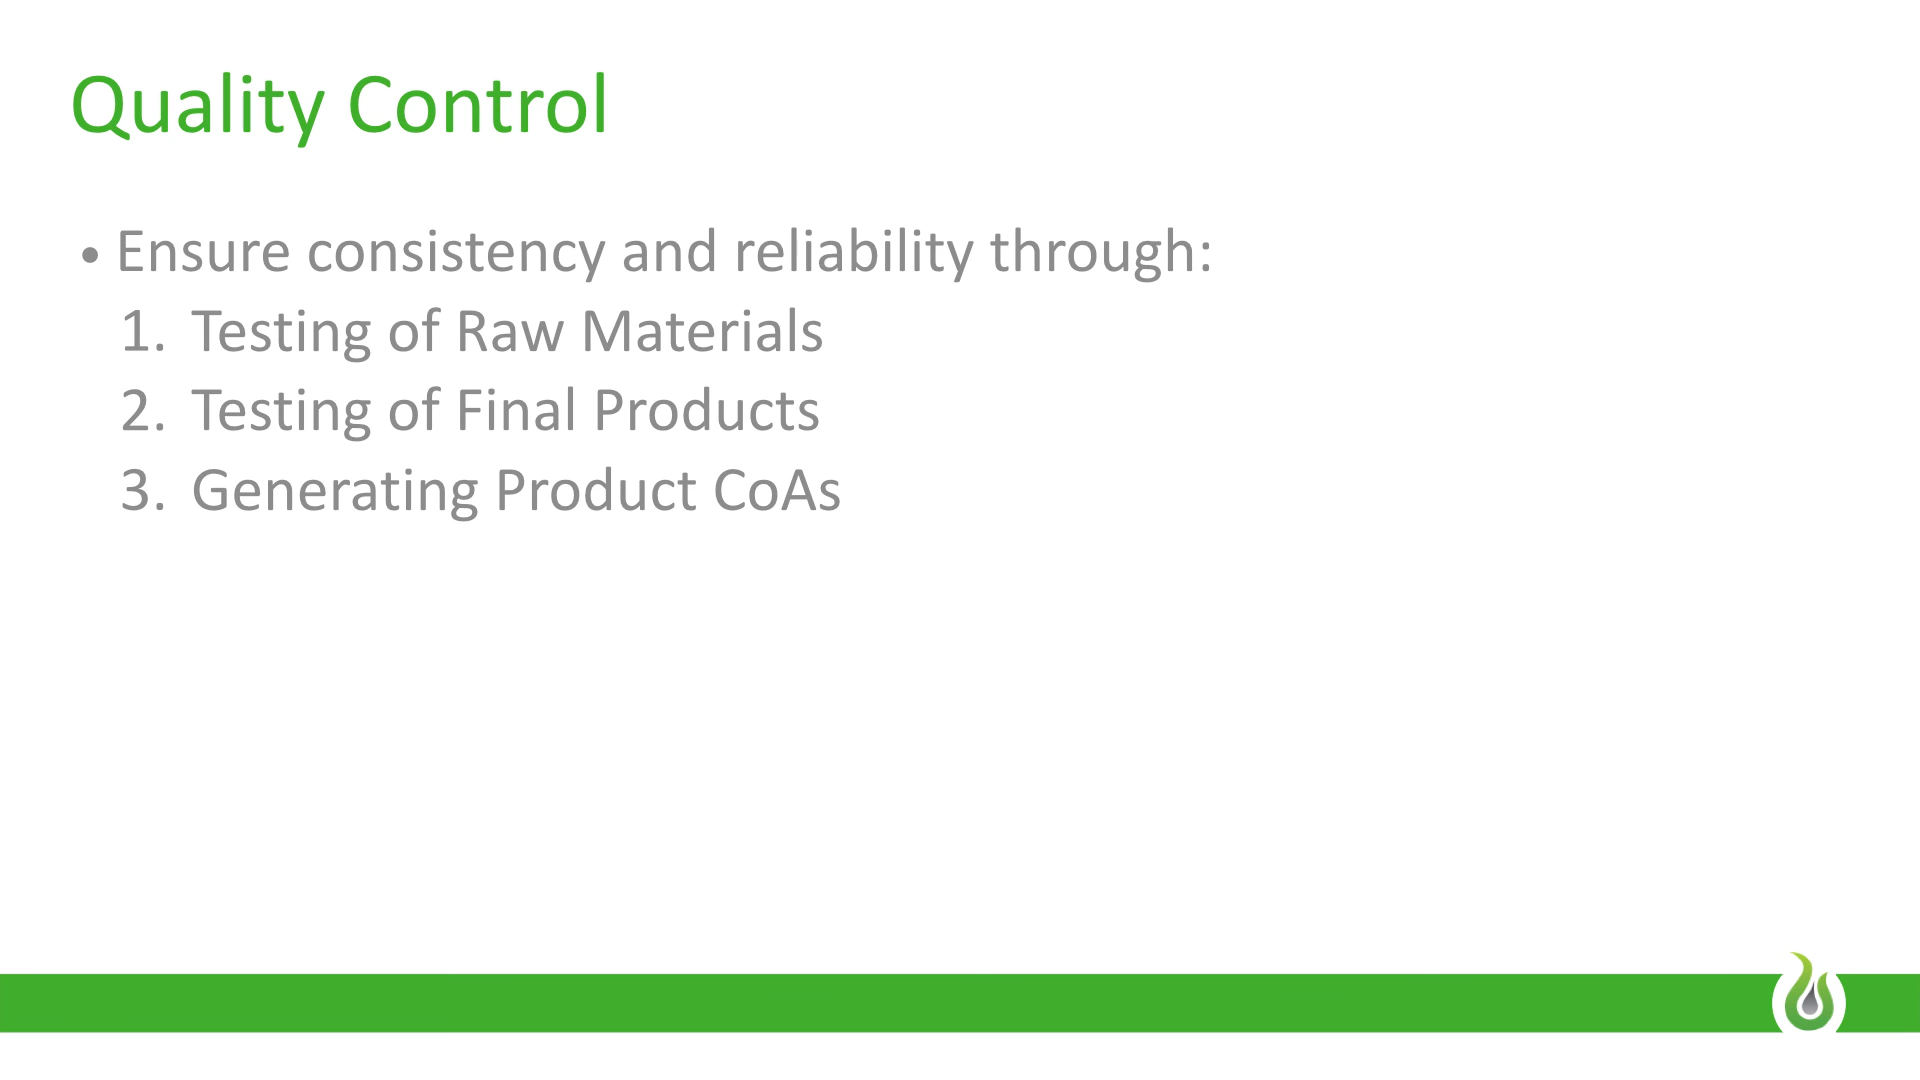 Quality Control
• Ensure consistency and reliability through:
1. Testing of Raw Materials
2. Testing of Final Products
3. Generating Product CoAs